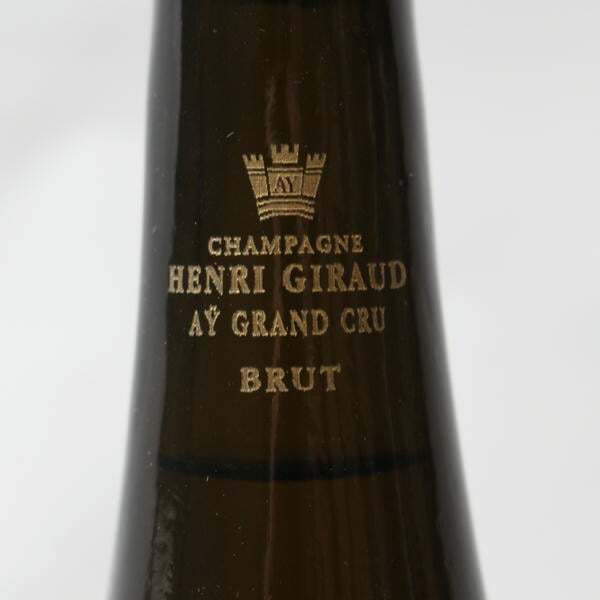 AY
CHAMPAGNE
HENRI GIRAUD
AŸ GRAND CRU
BRUT